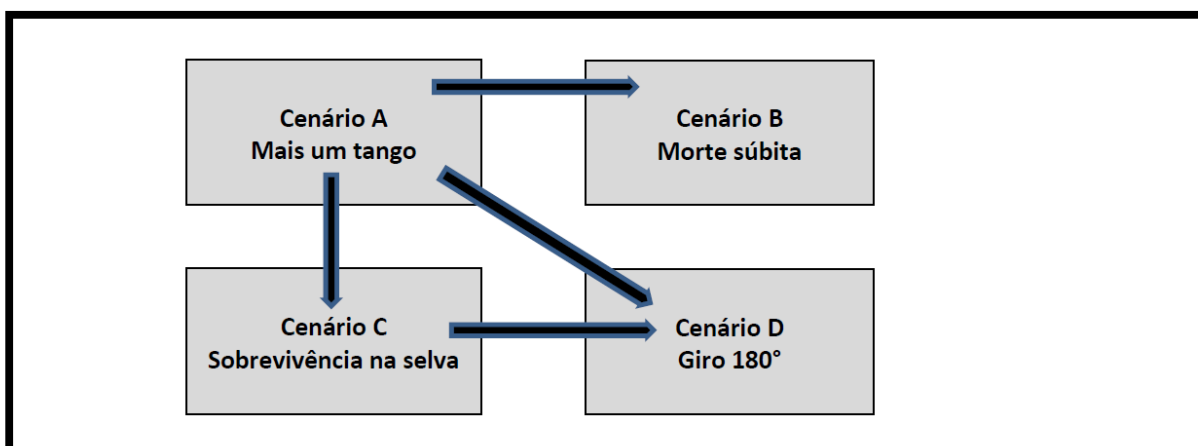 Cenário A
Mais um tango
Cenário B
Morte súbita
Cenário C
Sobrevivência na selva
Cenário D
Giro 180°